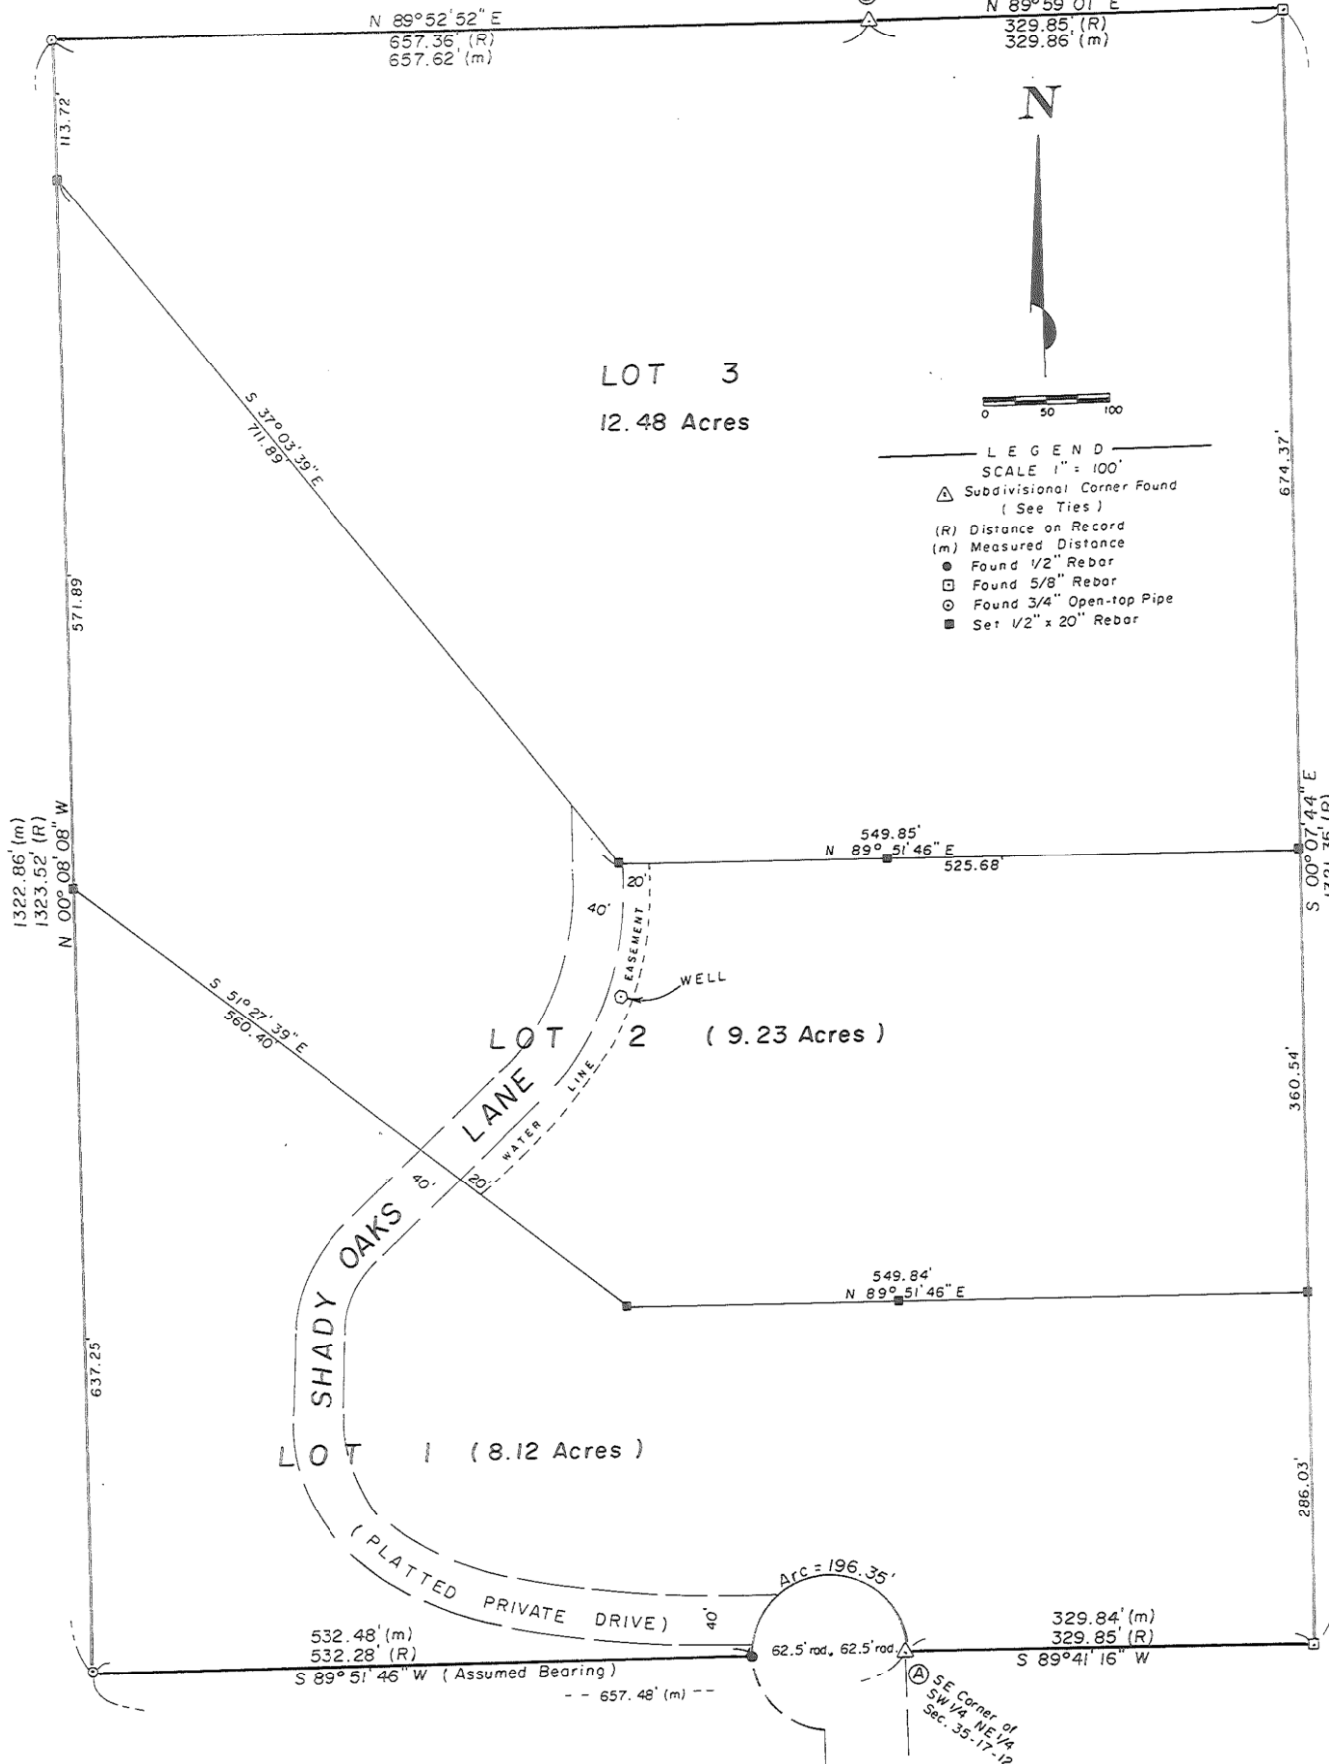 N 89°52'52" E
657.36' (R)
657.62' (m)
N 89°59'01" E
329.85' (R)
329.86' (m)
113.72'
N
LOT 3
12.48 Acres
0 50 100
LEGEND
SCALE 1" = 100'
Subdivisional Corner Found
( See Ties )
(R) Distance on Record
(m) Measured Distance
Found 1/2" Rebar
Found 5/8" Rebar
Found 3/4" Open-top Pipe
Set 1/2" x 20" Rebar
S 37°03'39" E
711.89'
674.37'
571.89'
1322.86' (m)
1323.52' (R)
N 00°08'08" W
S 00°07'44" E
549.85'
N 89°51'46" E
525.68'
20'
40'
EASEMENT
WELL
S 51°27'39" E
560.40'
LOT 2 ( 9.23 Acres )
LINE
WATER
LANE
40'
20'
OAKS
SHADY
360.54'
549.84'
N 89°51'46" E
637.25'
LOT 1 ( 8.12 Acres )
286.03'
( PLATTED PRIVATE DRIVE )
40'
Arc = 196.35'
62.5' rad. 62.5' rad.
532.48' (m)
532.28' (R)
S 89°51'46" W ( Assumed Bearing )
- - 657.48' (m) - -
329.84' (m)
329.85' (R)
S 89°41'16" W
A SE Corner of
SW 1/4 NE 1/4
Sec. 35-17-12